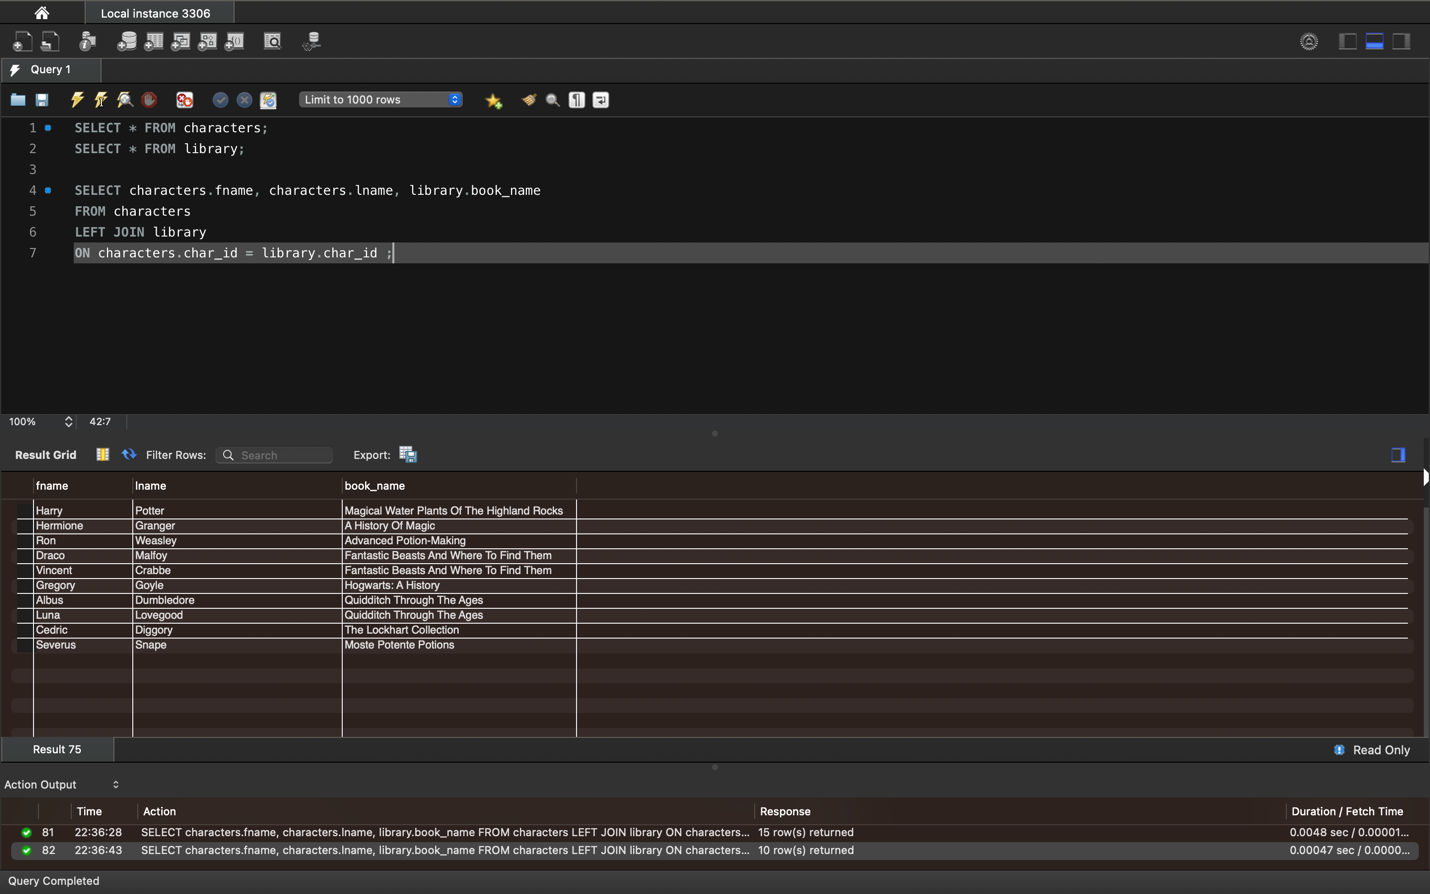 Local instance 3306
Query 1
Limit to 1000 rows
1 SELECT * FROM characters;
2 SELECT * FROM library;
3
4 SELECT characters.fname, characters.lname, library.book_name
5 FROM characters
6 LEFT JOIN library
7 ON characters.char_id = library.char_id ;
100% 42:7
Result Grid Filter Rows: Search Export:
fname lname book_name
Harry Potter Magical Water Plants Of The Highland Rocks
Hermione Granger A History Of Magic
Ron Weasley Advanced Potion-Making
Draco Malfoy Fantastic Beasts And Where To Find Them
Vincent Crabbe Fantastic Beasts And Where To Find Them
Gregory Goyle Hogwarts: A History
Albus Dumbledore Quidditch Through The Ages
Luna Lovegood Quidditch Through The Ages
Cedric Diggory The Lockhart Collection
Severus Snape Moste Potente Potions
Result 75 Read Only
Action Output
Time Action Response Duration / Fetch Time
81 22:36:28 SELECT characters.fname, characters.lname, library.book_name FROM characters LEFT JOIN library ON characters... 15 row(s) returned 0.0048 sec / 0.00001...
82 22:36:43 SELECT characters.fname, characters.lname, library.book_name FROM characters LEFT JOIN library ON characters... 10 row(s) returned 0.00047 sec / 0.0000...
Query Completed